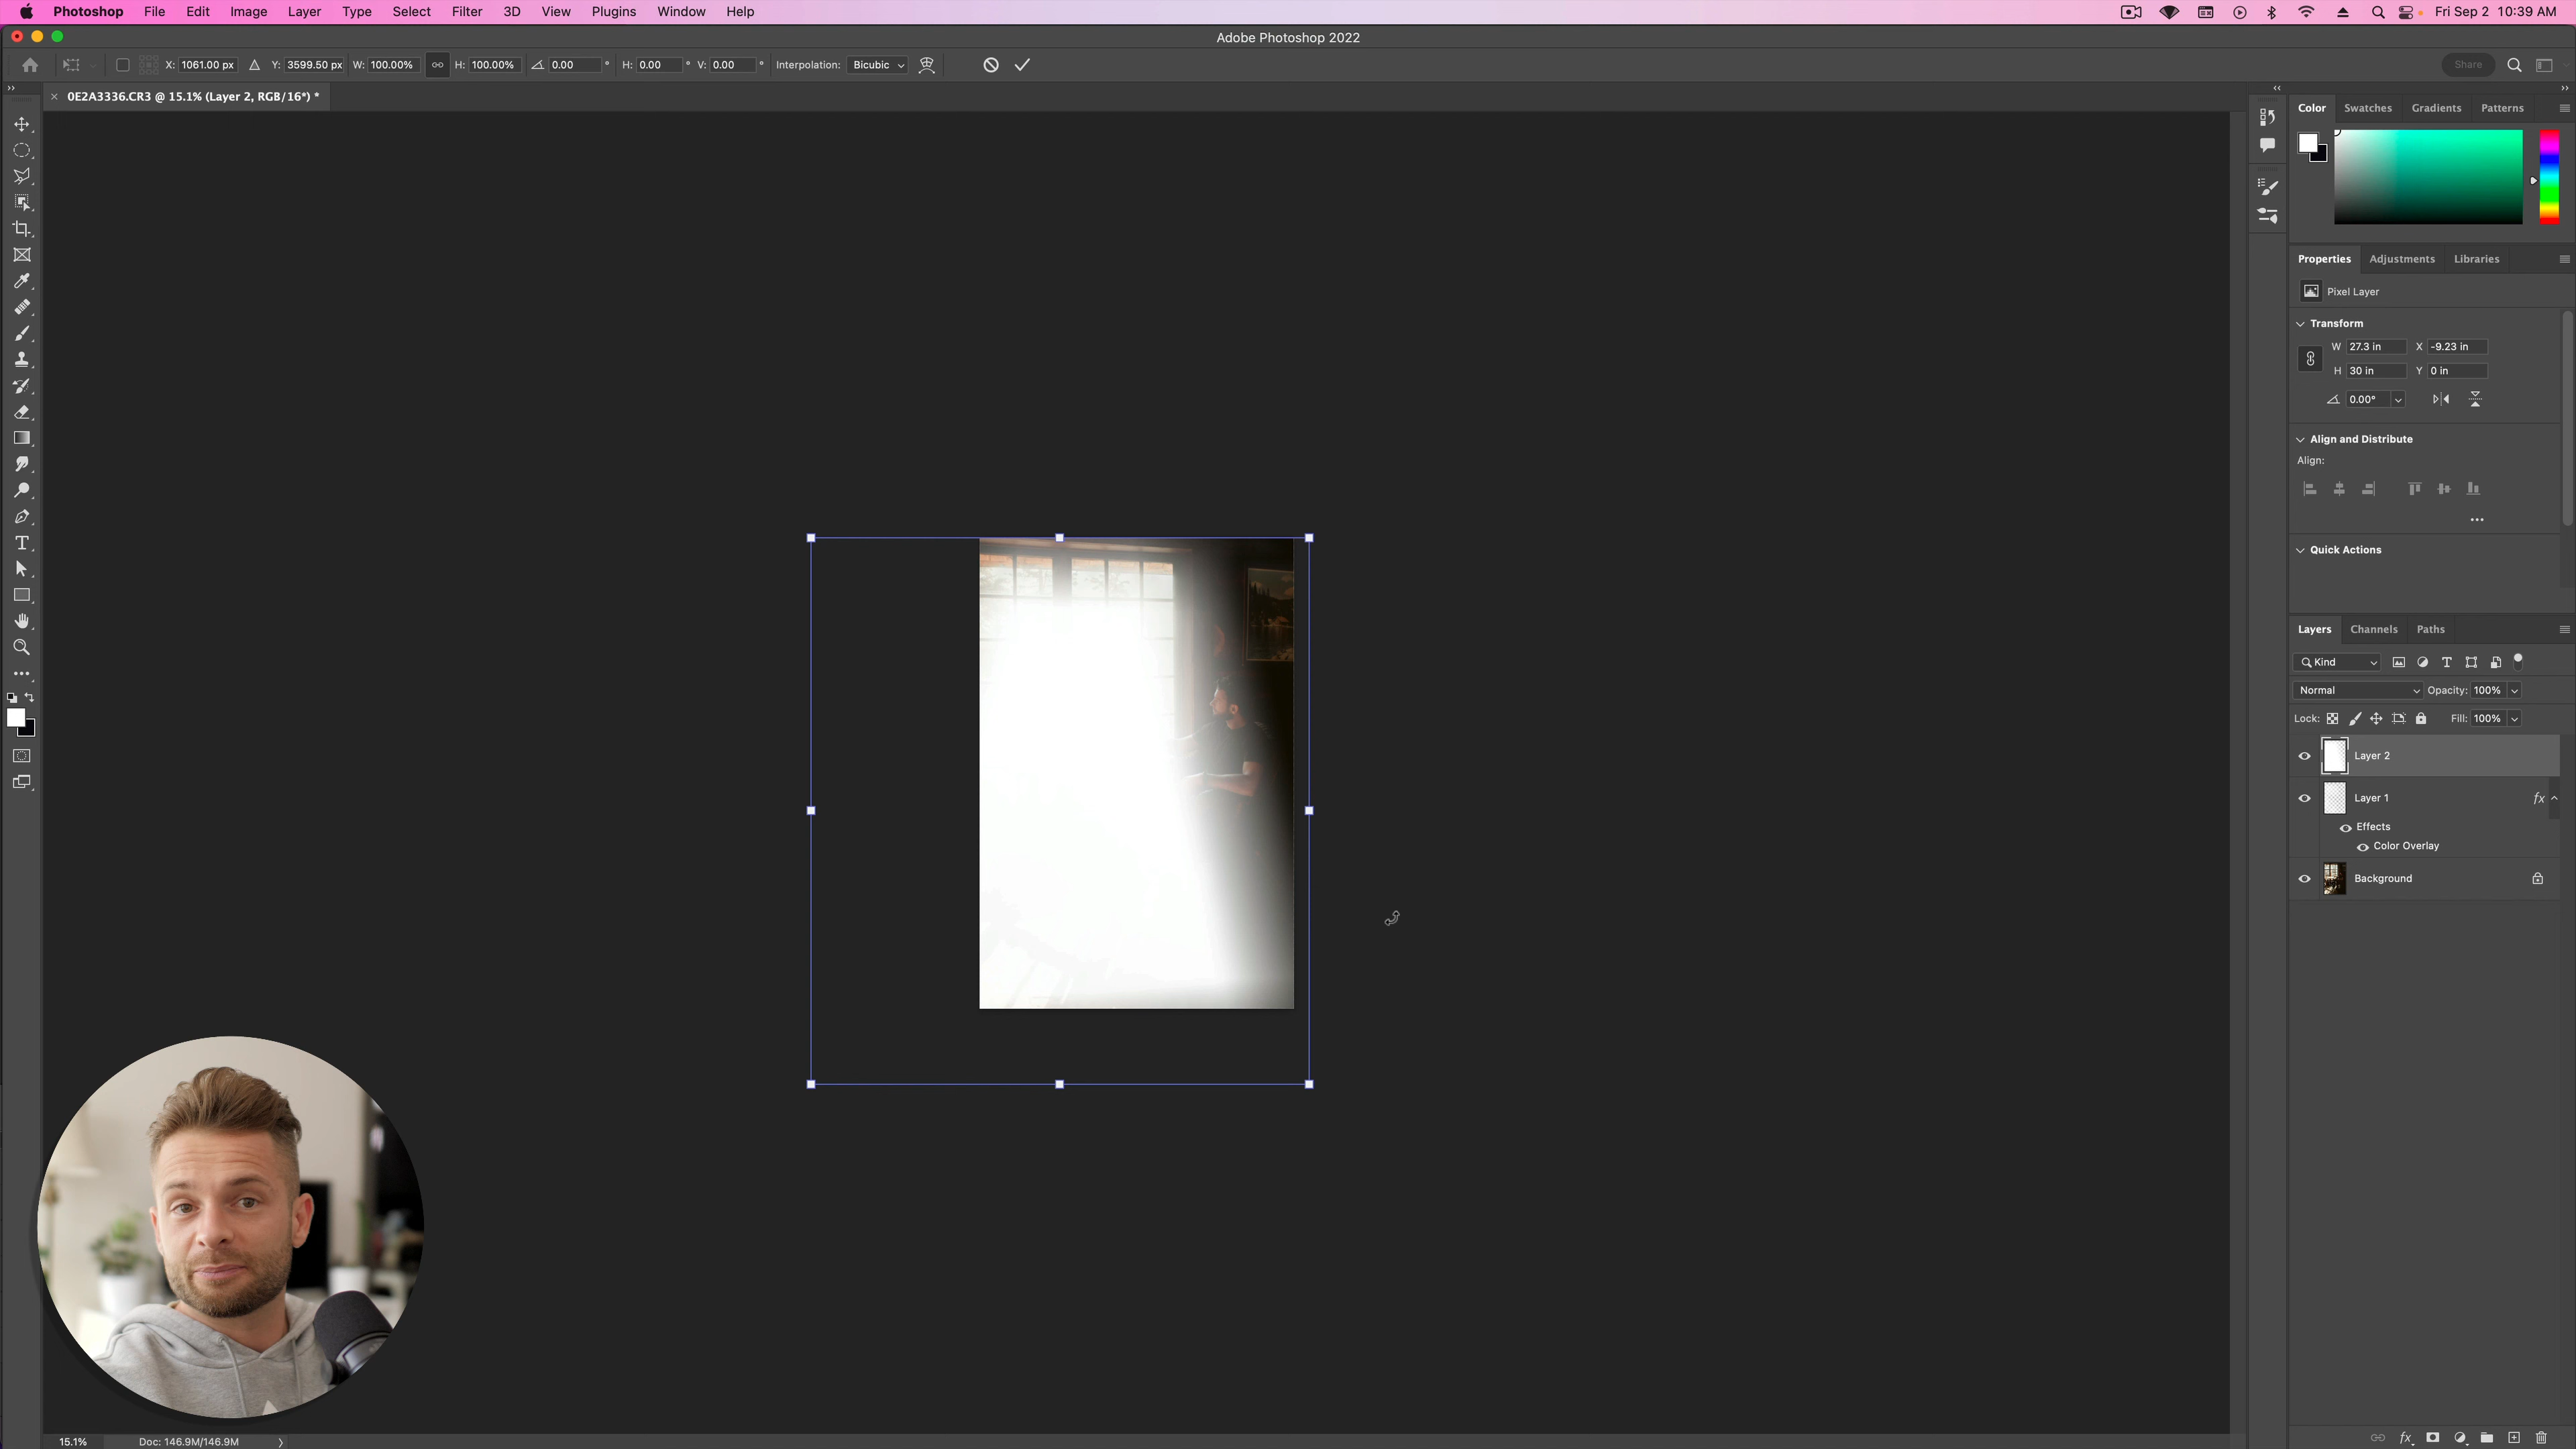 Photoshop File Edit Image Layer Type Select Filter 3D View Plugins Window Help Fri Sep 2 10:39 AM
Adobe Photoshop 2022
X: 1061.00 px Y: 3599.50 px W: 100.00% H: 100.00% 0.00 ° H: 0.00 ° V: 0.00 ° Interpolation: Bicubic Share
0E2A3336.CR3 @ 15.1% (Layer 2, RGB/16*) *
Color Swatches Gradients Patterns
Properties Adjustments Libraries
Pixel Layer
Transform
W 27.3 in X -9.23 in
H 30 in Y 0 in
0.00°
Align and Distribute
Align:
Quick Actions
Layers Channels Paths
Kind
Normal Opacity: 100%
Lock: Fill: 100%
Layer 2
Layer 1 fx
Effects
Color Overlay
Background
15.1% Doc: 146.9M/146.9M
fx